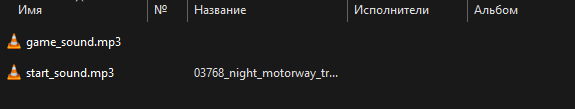 Имя № Название Исполнители Альбом
game_sound.mp3
start_sound.mp3 03768_night_motorway_tr...